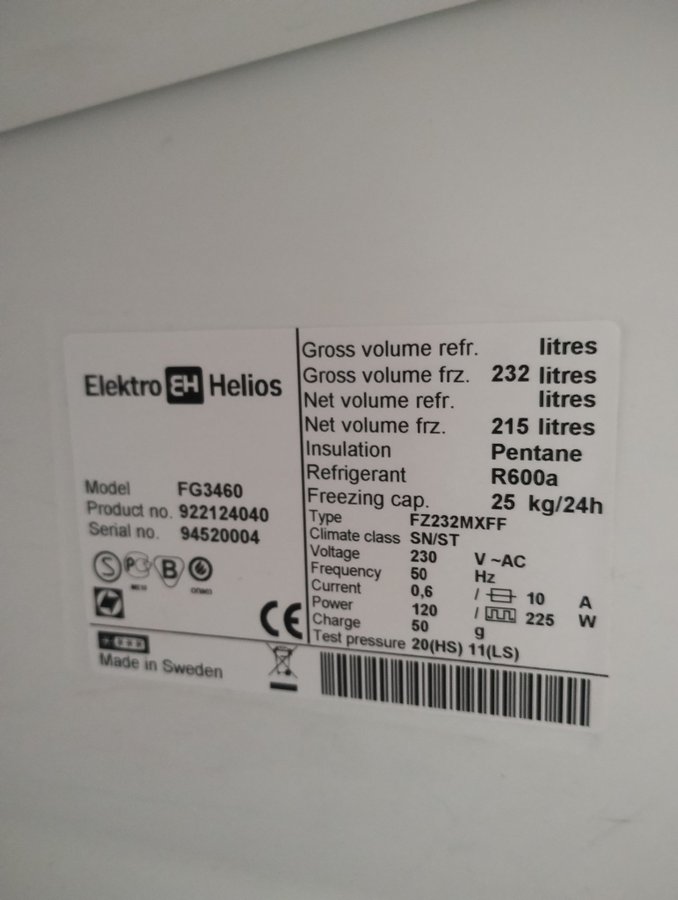 Elektro EH Helios
Model FG3460
Product no. 922124040
Serial no. 94520004
S PC B
CE
Made in Sweden
Gross volume refr. litres
Gross volume frz. 232 litres
Net volume refr. litres
Net volume frz. 215 litres
Insulation Pentane
Refrigerant R600a
Freezing cap. 25 kg/24h
Type FZ232MXFF
Climate class SN/ST
Voltage 230 V ~AC
Frequency 50 Hz
Current 0,6 / 10 A
Power 120 / 225 W
Charge 50 g
Test pressure 20(HS) 11(LS)